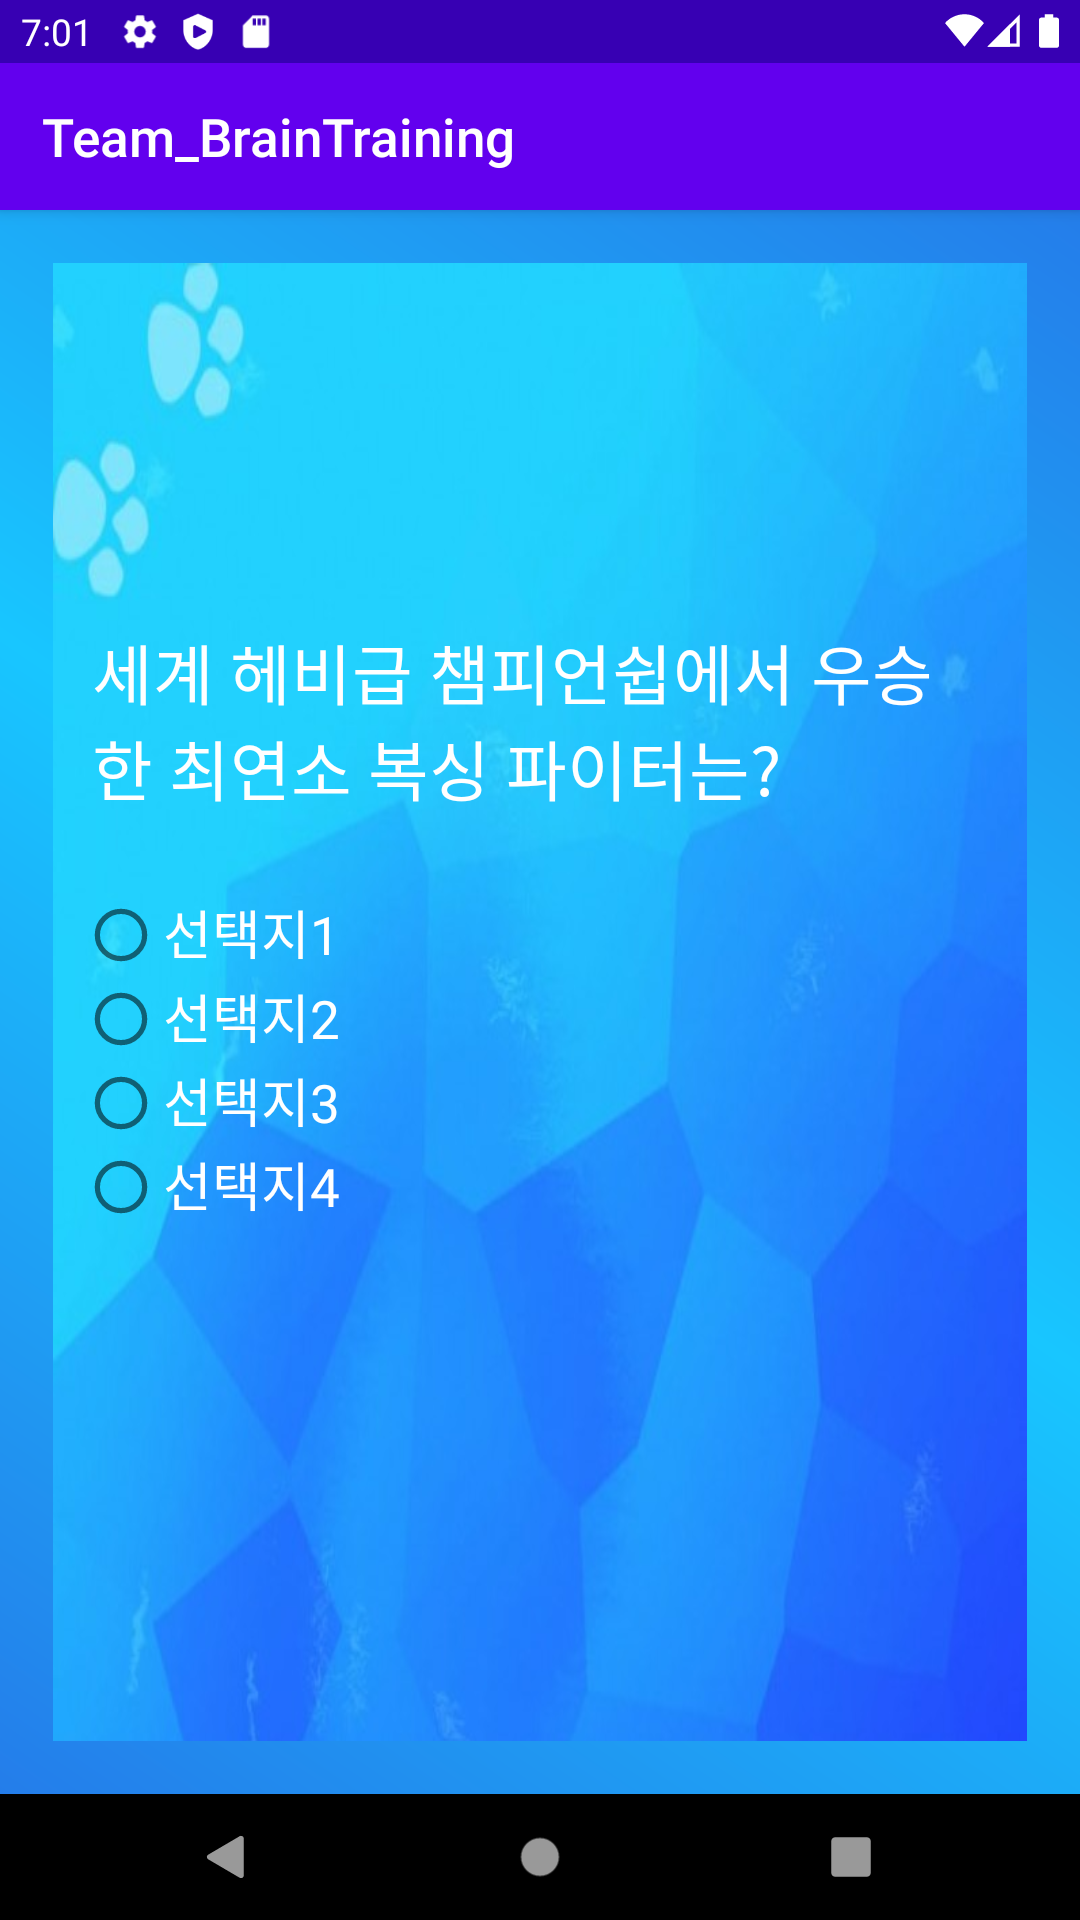 7:01
Team_BrainTraining
세계 헤비급 챔피언쉽에서 우승
한 최연소 복싱 파이터는?
선택지1
선택지2
선택지3
선택지4